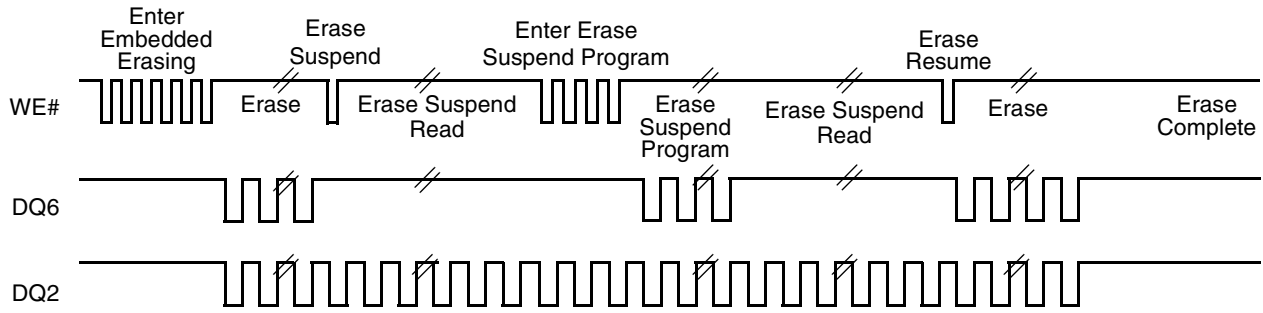 Enter
Embedded
Erasing
Erase
Suspend
Enter Erase
Suspend Program
Erase
Resume
WE#
Erase
Erase Suspend
Read
Erase
Suspend
Program
Erase Suspend
Read
Erase
Erase
Complete
DQ6
DQ2